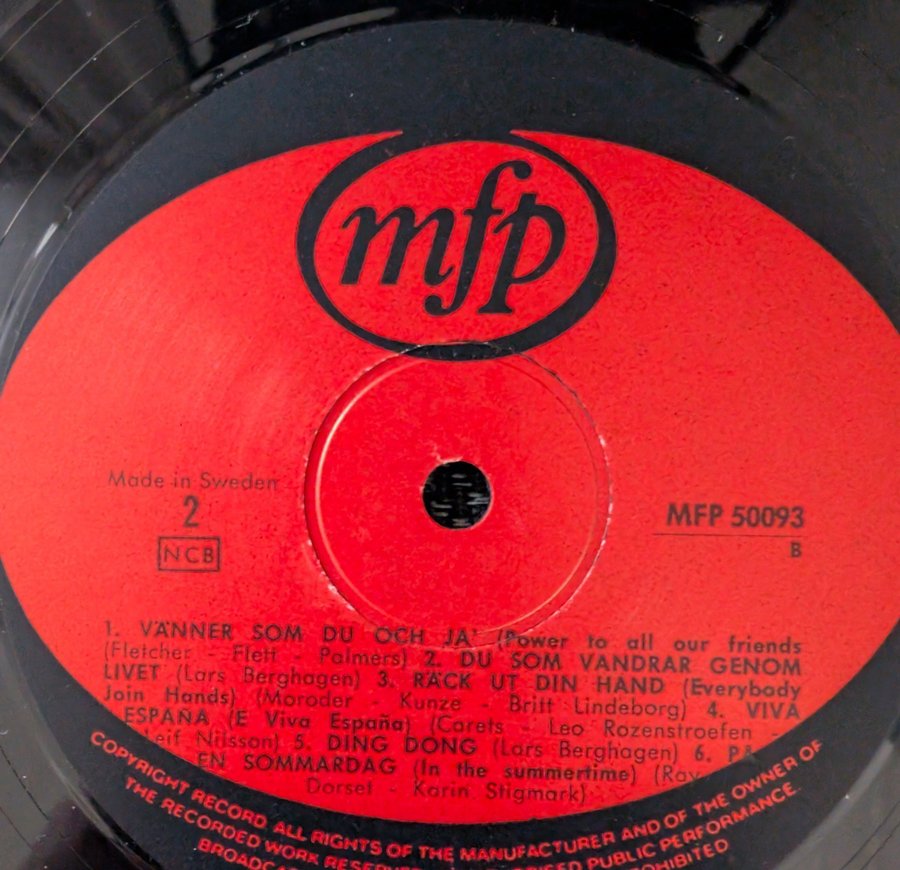 mfp
Made in Sweden
2
NCB
MFP 50093
B
1. VÄNNER SOM DU OCH JA' (Power to all our friends
(Fletcher - Flett - Palmers) 2. DU SOM VANDRAR GENOM
LIVET (Lars Berghagen) 3. RÄCK UT DIN HAND (Everybody
Join Hands) (Moroder - Kunze - Britt Lindeborg) 4. VIVA
ESPAÑA (E Viva España) (Carets - Leo Rozenstroefen -
Leif Nilsson) 5. DING DONG (Lars Berghagen) 6. PÅ
EN SOMMARDAG (In the summertime) (Ray
Dorset - Karin Stigmark)
COPYRIGHT RECORD ALL RIGHTS OF THE MANUFACTURER AND OF THE OWNER OF
THE RECORDED WORK PUBLIC PERFORMANCE.